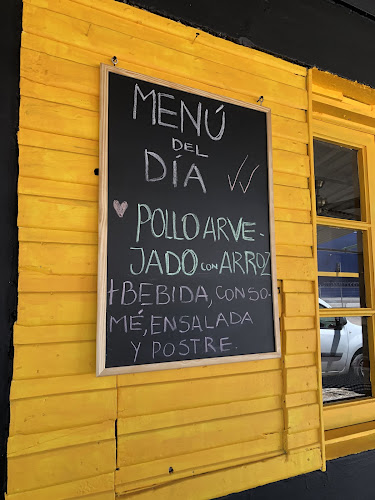 MENÚ
DEL
DÍA
POLLO ARVE-
JADO CON ARROZ
+BEBIDA, CONSO-
MÉ, ENSALADA
Y POSTRE.